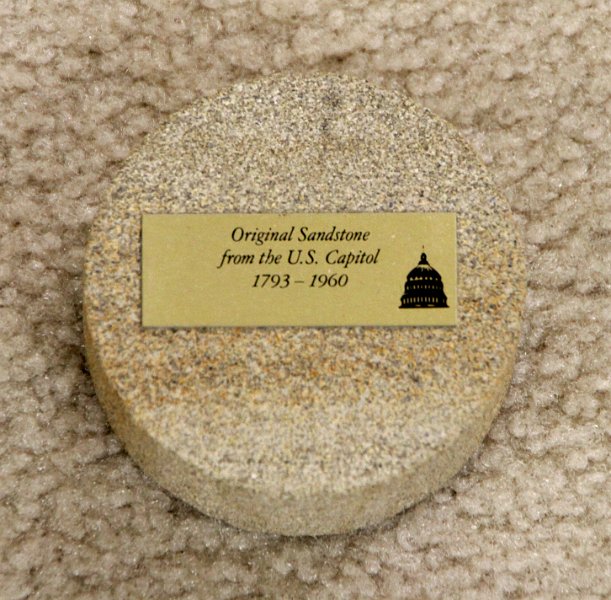 Original Sandstone
from the U.S. Capitol
1793 – 1960